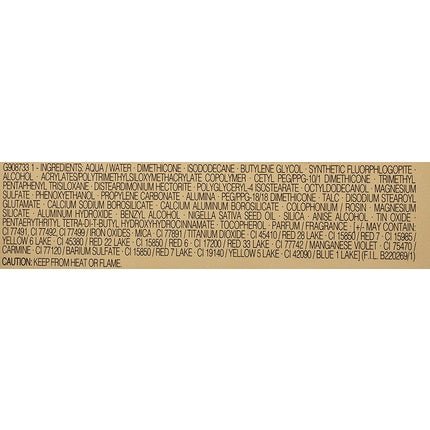 G908733 1 - INGREDIENTS: AQUA / WATER · DIMETHICONE · ISODODECANE · BUTYLENE GLYCOL · SYNTHETIC FLUORPHLOGOPITE ·
ALCOHOL · ACRYLATES/POLYTRIMETHYLSILOXYMETHACRYLATE COPOLYMER · CETYL PEG/PPG-10/1 DIMETHICONE · TRIMETHYL
PENTAPHENYL TRISILOXANE · DISTEARDIMONIUM HECTORITE · POLYGLYCERYL-4 ISOSTEARATE · OCTYLDODECANOL · MAGNESIUM
SULFATE · PHENOXYETHANOL · PROPYLENE CARBONATE · ALUMINA · PEG/PPG-18/18 DIMETHICONE · TALC · DISODIUM STEAROYL
GLUTAMATE · CALCIUM SODIUM BOROSILICATE · CALCIUM ALUMINUM BOROSILICATE · COLOPHONIUM / ROSIN · MAGNESIUM
SILICATE · ALUMINUM HYDROXIDE · BENZYL ALCOHOL · NIGELLA SATIVA SEED OIL · SILICA · ANISE ALCOHOL · TIN OXIDE ·
PENTAERYTHRITYL TETRA-DI-T-BUTYL HYDROXYHYDROCINNAMATE · TOCOPHEROL · PARFUM / FRAGRANCE · [+/- MAY CONTAIN:
CI 77491, CI 77492, CI 77499 / IRON OXIDES · MICA · CI 77891 / TITANIUM DIOXIDE · CI 45410 / RED 28 LAKE · CI 15850 / RED 7 · CI 15985 /
YELLOW 6 LAKE · CI 45380 / RED 22 LAKE · CI 15850 / RED 6 · CI 17200 / RED 33 LAKE · CI 77742 / MANGANESE VIOLET · CI 75470 /
CARMINE · CI 77120 / BARIUM SULFATE · CI 15850 / RED 7 LAKE · CI 19140 / YELLOW 5 LAKE · CI 42090 / BLUE 1 LAKE] (F.I.L. B220269/1)
CAUTION: KEEP FROM HEAT OR FLAME.